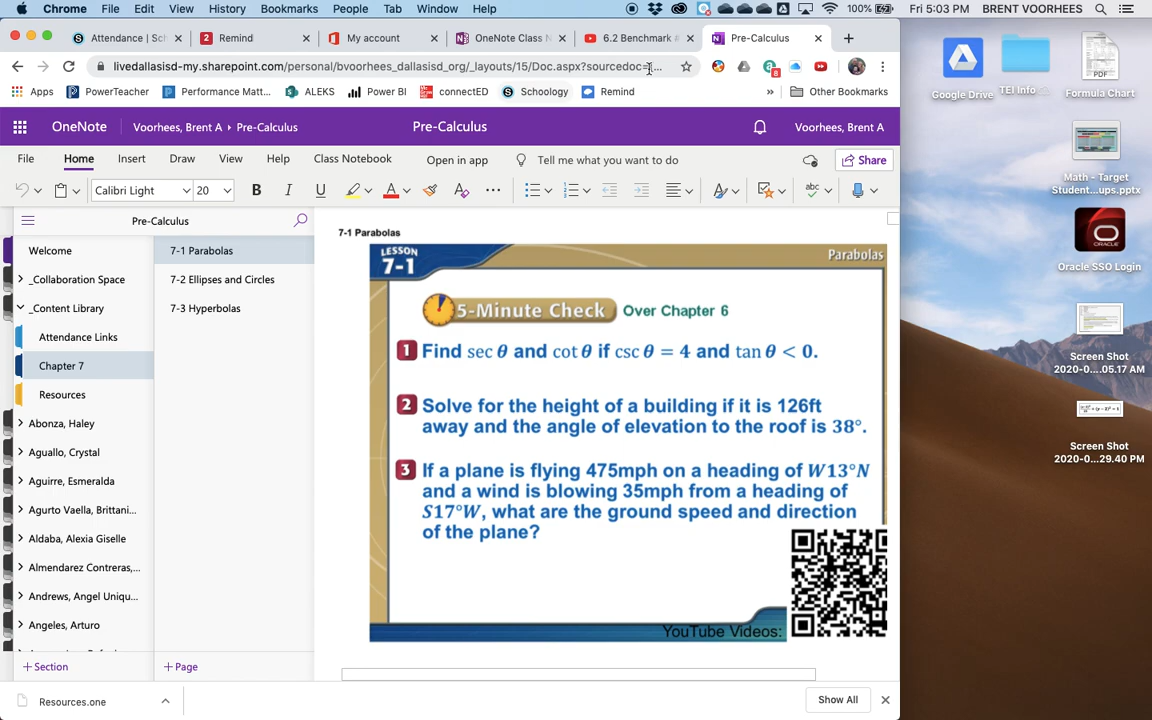 Chrome File Edit View History Bookmarks People Tab Window Help 100% Fri 5:03 PM BRENT VOORHEES
Attendance | Sch
Remind
My account
OneNote Class N
6.2 Benchmark #
Pre-Calculus
livedallasisd-my.sharepoint.com/personal/bvoorhees_dallasisd_org/_layouts/15/Doc.aspx?sourcedoc=...
Apps PowerTeacher Performance Matt... ALEKS Power BI connectED Schoology Remind » Other Bookmarks
OneNote Voorhees, Brent A ▸ Pre-Calculus Pre-Calculus Voorhees, Brent A
File Home Insert Draw View Help Class Notebook Open in app Tell me what you want to do Share
Calibri Light 20 B I U A
Pre-Calculus
Welcome
_Collaboration Space
_Content Library
Attendance Links
Chapter 7
Resources
Abonza, Haley
Aguallo, Crystal
Aguirre, Esmeralda
Agurto Vaella, Brittani...
Aldaba, Alexia Giselle
Almendarez Contreras,...
Andrews, Angel Uniqu...
Angeles, Arturo
+ Section
7-1 Parabolas
7-2 Ellipses and Circles
7-3 Hyperbolas
+ Page
7-1 Parabolas
LESSON
7-1
Parabolas
5-Minute Check Over Chapter 6
1 Find sec θ and cot θ if csc θ = 4 and tan θ < 0.
2 Solve for the height of a building if it is 126ft
away and the angle of elevation to the roof is 38°.
3 If a plane is flying 475mph on a heading of W13°N
and a wind is blowing 35mph from a heading of
S17°W, what are the ground speed and direction
of the plane?
YouTube Videos:
Resources.one
Show All
Google Drive
TEI Info
PDF
Formula Chart
Math - Target
Student...ups.pptx
ORACLE
Oracle SSO Login
Screen Shot
2020-0....05.17 AM
Screen Shot
2020-0...29.40 PM